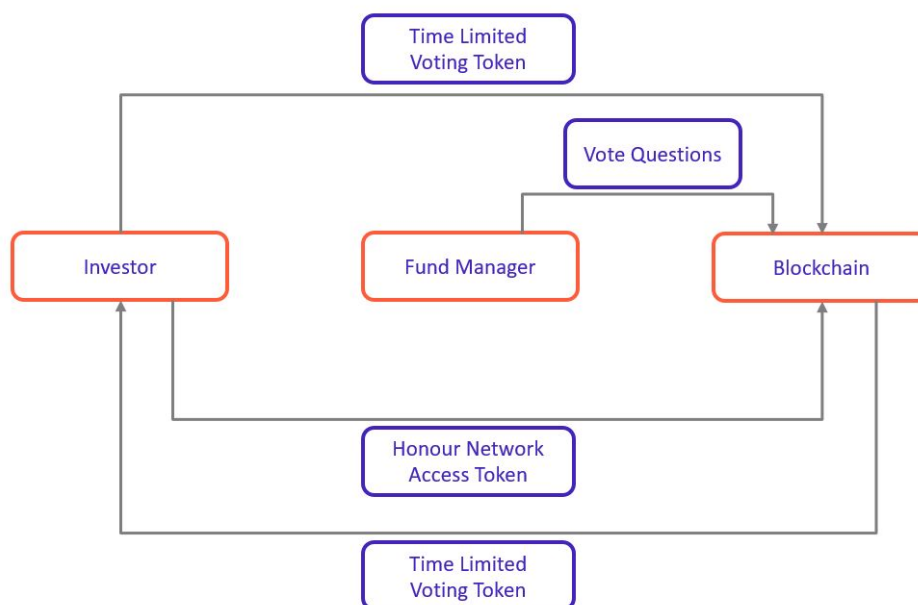 Time Limited
Voting Token
Vote Questions
Investor
Fund Manager
Blockchain
Honour Network
Access Token
Time Limited
Voting Token